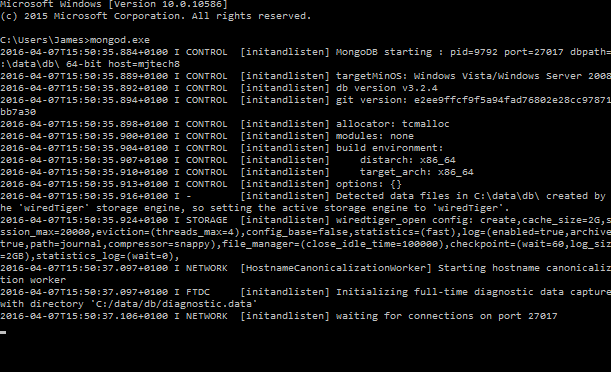 Microsoft Windows [Version 10.0.10586]
(c) 2015 Microsoft Corporation. All rights reserved.
C:\Users\James>mongod.exe
2016-04-07T15:50:35.884+0100 I CONTROL  [initandlisten] MongoDB starting : pid=9792 port=27017 dbpath=
:\data\db\ 64-bit host=mjtech8
2016-04-07T15:50:35.889+0100 I CONTROL  [initandlisten] targetMinOS: Windows Vista/Windows Server 2008
2016-04-07T15:50:35.892+0100 I CONTROL  [initandlisten] db version v3.2.4
2016-04-07T15:50:35.894+0100 I CONTROL  [initandlisten] git version: e2ee9ffcf9f5a94fad76802e28cc97871
bb7a30
2016-04-07T15:50:35.898+0100 I CONTROL  [initandlisten] allocator: tcmalloc
2016-04-07T15:50:35.900+0100 I CONTROL  [initandlisten] modules: none
2016-04-07T15:50:35.904+0100 I CONTROL  [initandlisten] build environment:
2016-04-07T15:50:35.907+0100 I CONTROL  [initandlisten]     distarch: x86_64
2016-04-07T15:50:35.910+0100 I CONTROL  [initandlisten]     target_arch: x86_64
2016-04-07T15:50:35.913+0100 I CONTROL  [initandlisten] options: {}
2016-04-07T15:50:35.916+0100 I -        [initandlisten] Detected data files in C:\data\db\ created by
he 'wiredTiger' storage engine, so setting the active storage engine to 'wiredTiger'.
2016-04-07T15:50:35.924+0100 I STORAGE  [initandlisten] wiredtiger_open config: create,cache_size=2G,s
ssion_max=20000,eviction=(threads_max=4),config_base=false,statistics=(fast),log=(enabled=true,archive
true,path=journal,compressor=snappy),file_manager=(close_idle_time=100000),checkpoint=(wait=60,log_siz
=2GB),statistics_log=(wait=0),
2016-04-07T15:50:37.097+0100 I NETWORK  [HostnameCanonicalizationWorker] Starting hostname canonicaliz
tion worker
2016-04-07T15:50:37.097+0100 I FTDC     [initandlisten] Initializing full-time diagnostic data capture
with directory 'C:/data/db/diagnostic.data'
2016-04-07T15:50:37.106+0100 I NETWORK  [initandlisten] waiting for connections on port 27017